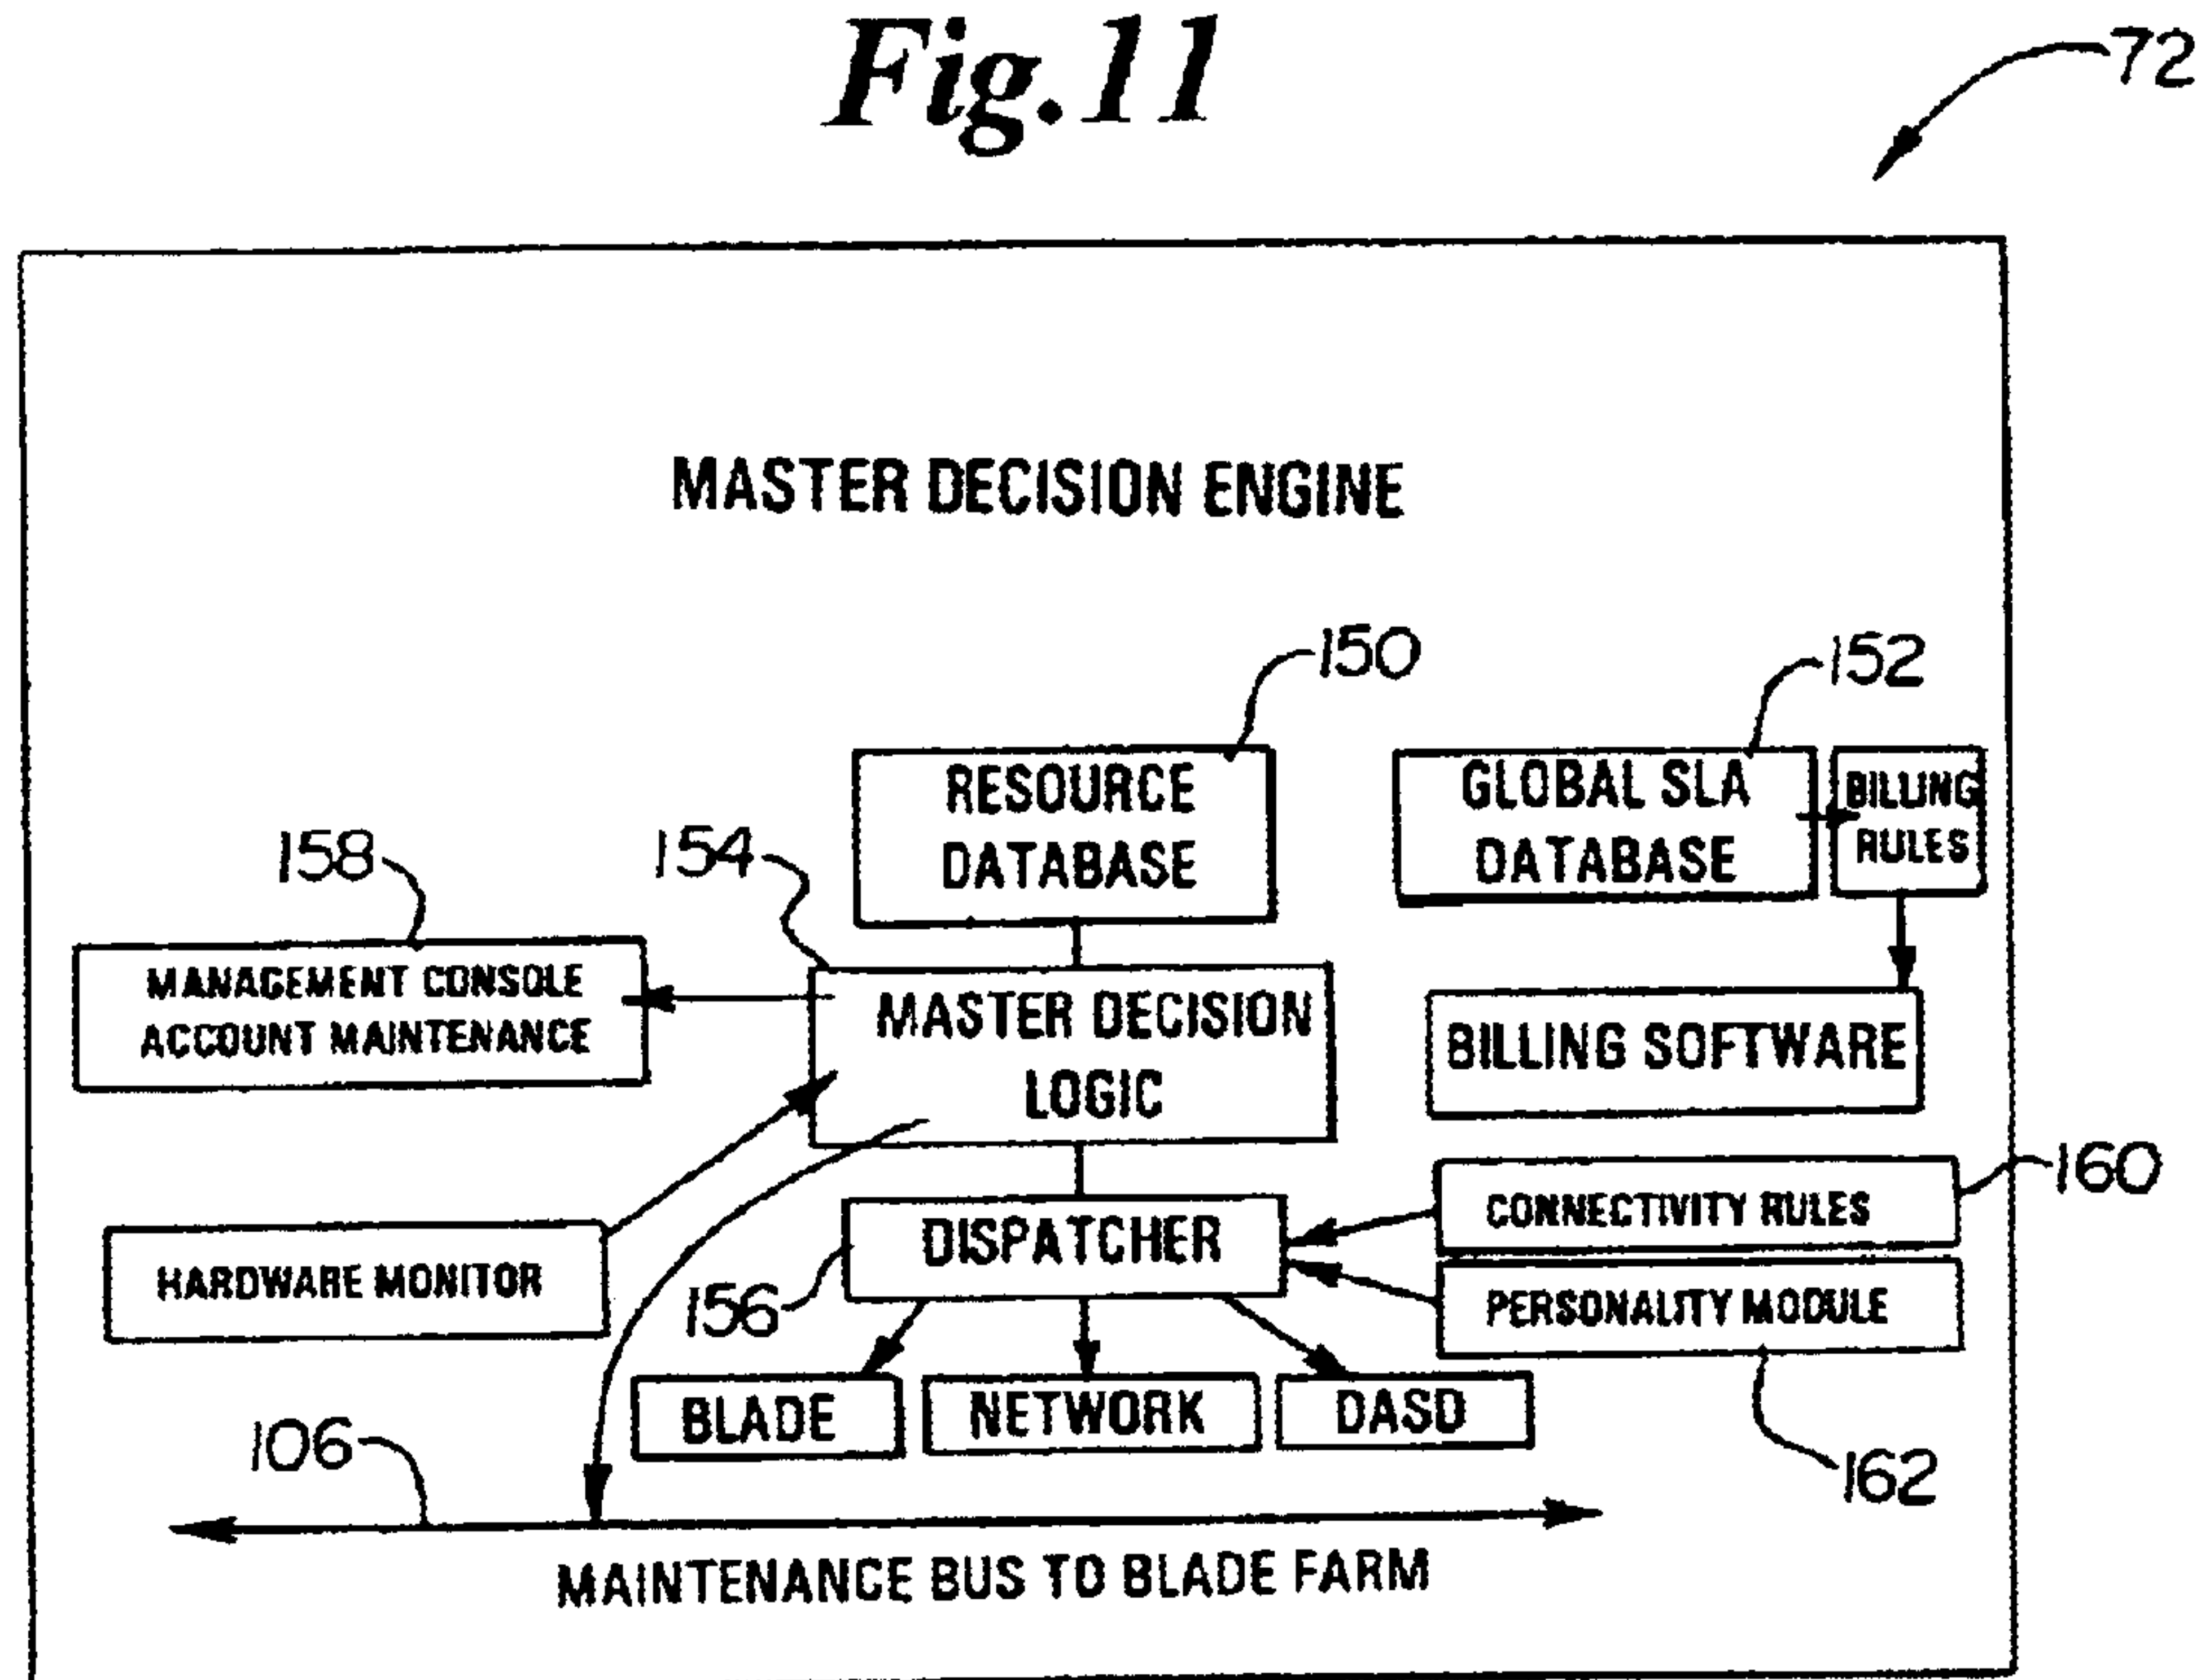 Fig.11
72
MASTER DECISION ENGINE
150
152
RESOURCE
DATABASE
GLOBAL SLA
DATABASE
BILLING
RULES
158
154
MANAGEMENT CONSOLE
ACCOUNT MAINTENANCE
MASTER DECISION
LOGIC
BILLING SOFTWARE
160
HARDWARE MONITOR
DISPATCHER
CONNECTIVITY RULES
156
PERSONALITY MODULE
BLADE
NETWORK
DASD
106
162
MAINTENANCE BUS TO BLADE FARM